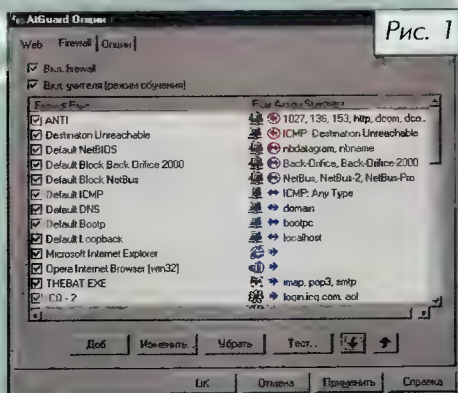 AtGuard Опции
Рис. 1
Web Firewall Опции
Вкл. firewall
Вкл. учителя (режим обучения)
ANTI 1027, 136, 153, http, dcom, dco..
Destination Unreachable ICMP: Destination Unreachable
Default NetBIOS nbdatagram, nbname
Default Block Back Orifice 2000 Back-Orifice, Back-Orifice-2000
Default Block NetBus NetBus, NetBus-2, NetBus-Pro
Default ICMP ICMP: Any Type
Default DNS domain
Default Bootp bootpc
Default Loopback localhost
Microsoft Internet Explorer
Opera Internet Browser [win32]
THEBAT EXE imap, pop3, smtp
ICQ - 2 login.icq.com, aol
Доб Изменить.. Убрать Тест..
OK Отмена Применить Справка